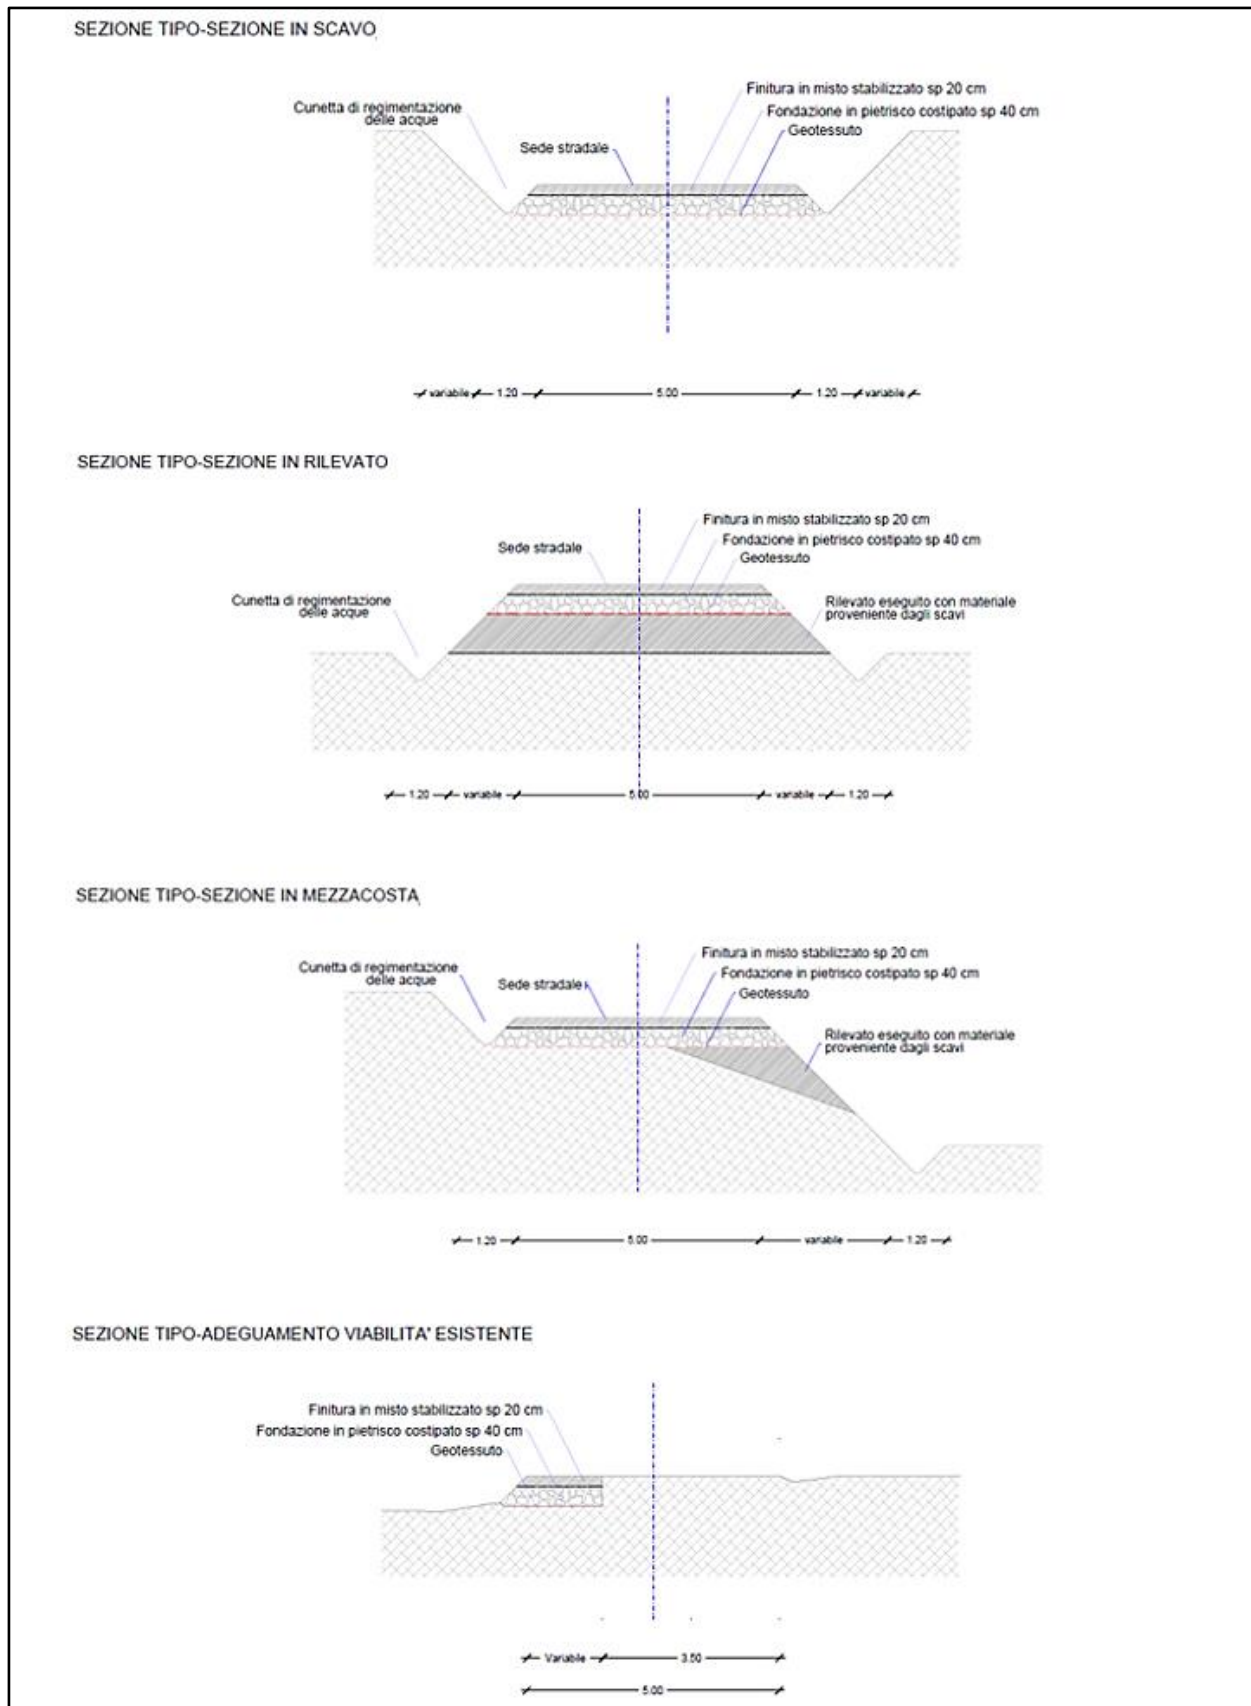 SEZIONE TIPO-SEZIONE IN SCAVO
Finitura in misto stabilizzato sp 20 cm
Cunetta di regimentazione
delle acque
Fondazione in pietrisco costipato sp 40 cm
Geotessuto
Sede stradale
variabile 1.20 5.00 1.20 variabile
SEZIONE TIPO-SEZIONE IN RILEVATO
Finitura in misto stabilizzato sp 20 cm
Fondazione in pietrisco costipato sp 40 cm
Sede stradale
Geotessuto
Cunetta di regimentazione
delle acque
Rilevato eseguito con materiale
proveniente dagli scavi
1.20 variabile 5.00 variabile 1.20
SEZIONE TIPO-SEZIONE IN MEZZACOSTA
Finitura in misto stabilizzato sp 20 cm
Cunetta di regimentazione
delle acque
Fondazione in pietrisco costipato sp 40 cm
Sede stradale
Geotessuto
Rilevato eseguito con materiale
proveniente dagli scavi
1.20 5.00 variabile 1.20
SEZIONE TIPO-ADEGUAMENTO VIABILITA' ESISTENTE
Finitura in misto stabilizzato sp 20 cm
Fondazione in pietrisco costipato sp 40 cm
Geotessuto
Variabile 3.50
5.00